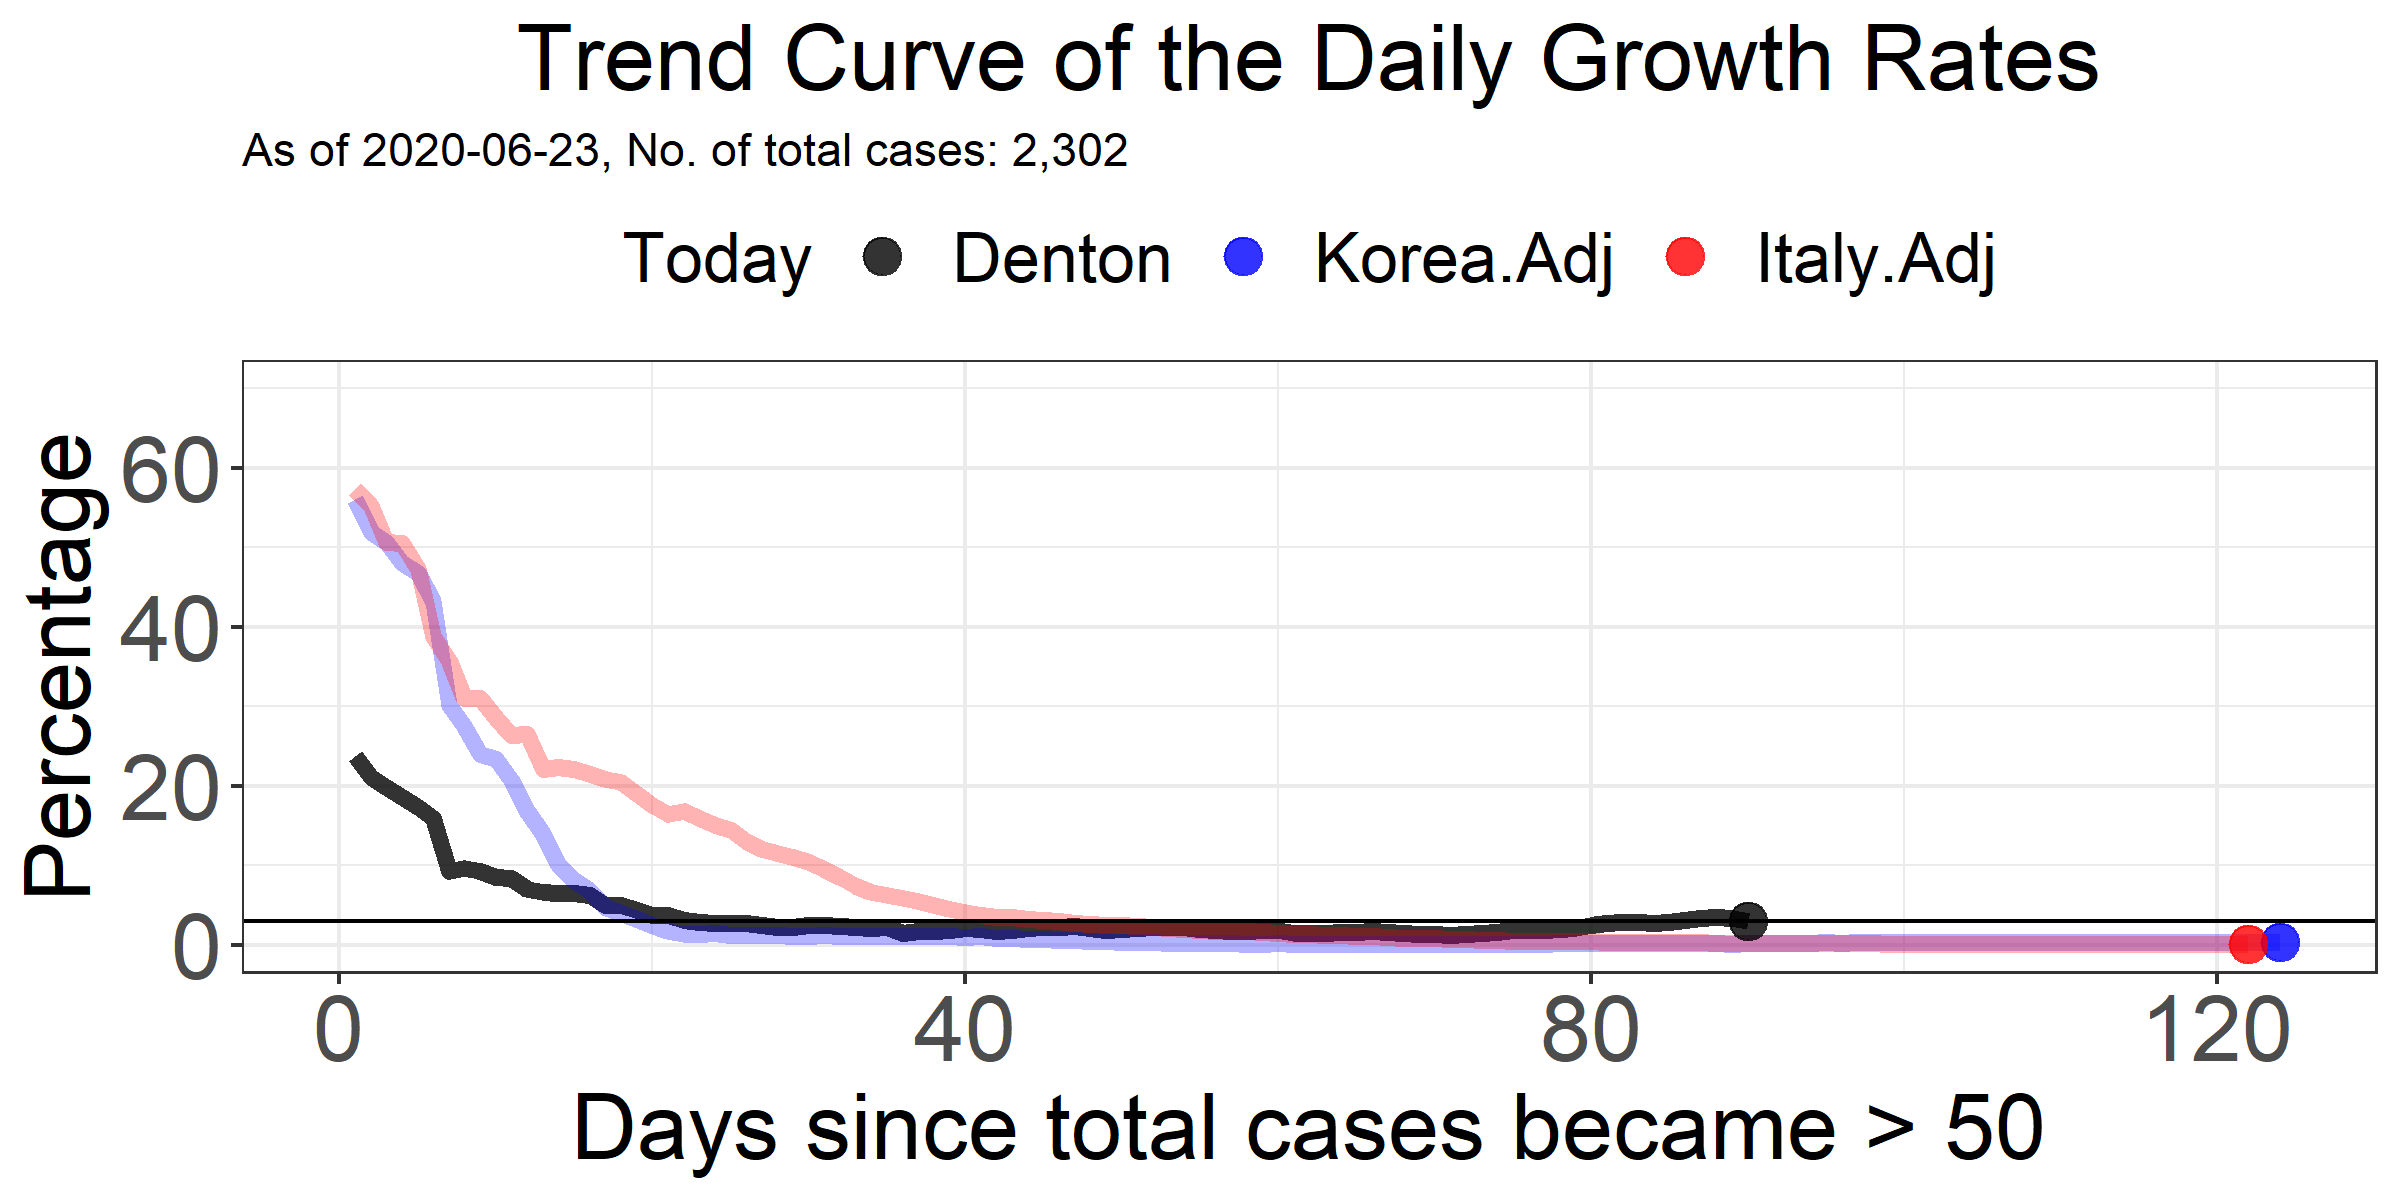 Trend Curve of the Daily Growth Rates
As of 2020-06-23, No. of total cases: 2,302
Today Denton Korea.Adj Italy.Adj
Percentage
60
40
20
0
0 40 80 120
Days since total cases became > 50